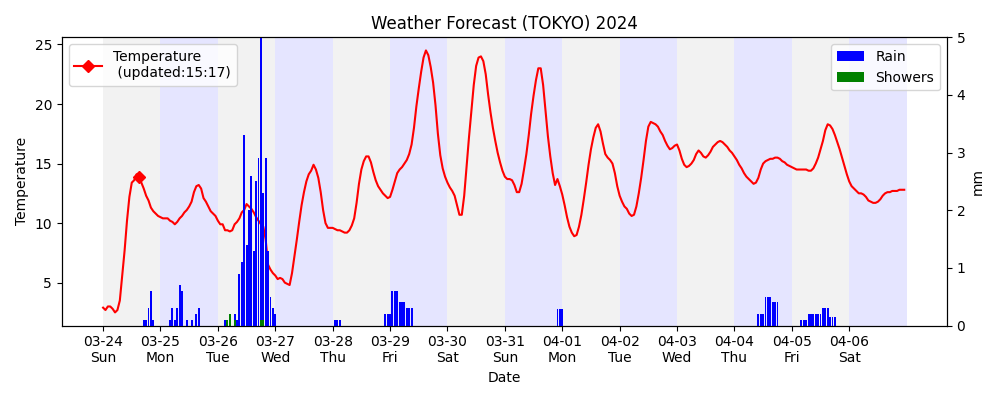 Weather Forecast (TOKYO) 2024
Temperature
(updated:15:17)
Rain
Showers
25
20
15
10
5
Temperature
5
4
3
2
1
0
mm
03-24 03-25 03-26 03-27 03-28 03-29 03-30 03-31 04-01 04-02 04-03 04-04 04-05 04-06
Sun Mon Tue Wed Thu Fri Sat Sun Mon Tue Wed Thu Fri Sat
Date